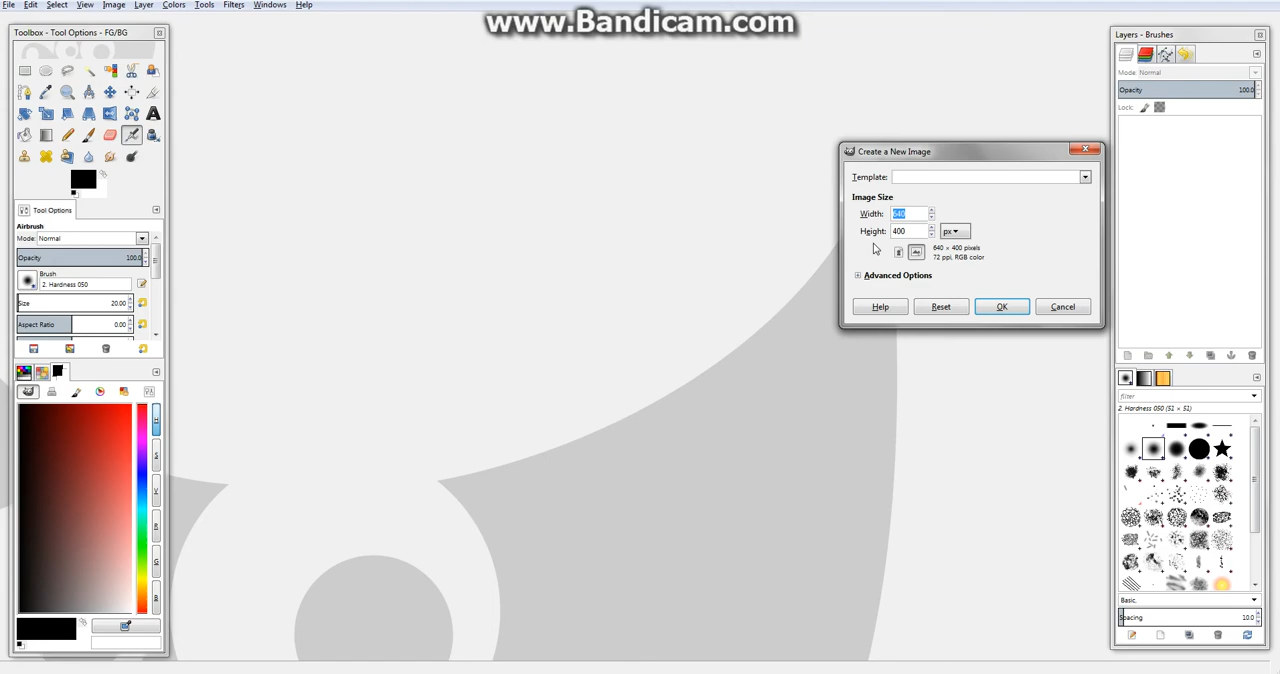 File Edit Select View Image Layer Colors Tools Filters Windows Help
www.Bandicam.com
Toolbox - Tool Options - FG/BG
Tool Options
Airbrush
Mode: Normal
Opacity 100.0
Brush
2. Hardness 050
Size 20.00
Aspect Ratio 0.00
Create a New Image
Template:
Image Size
Width: 640
Height: 400 px
640 × 400 pixels
72 ppi, RGB color
Advanced Options
Help Reset OK Cancel
Layers - Brushes
Mode: Normal
Opacity 100.0
Lock:
filter
2. Hardness 050 (51 × 51)
Basic,
Spacing 10.0